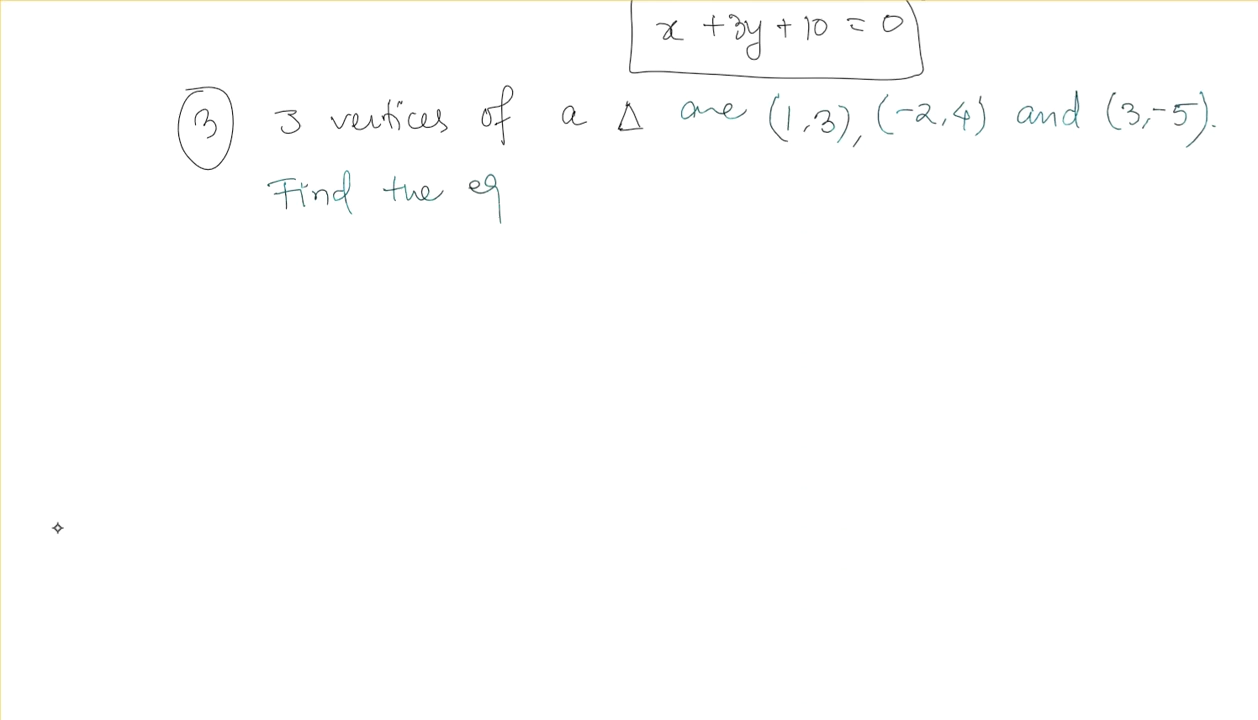 x + 3y + 10 = 0
③ 3 vertices of a Δ are (1,3), (-2,4) and (3,-5).
Find the eq